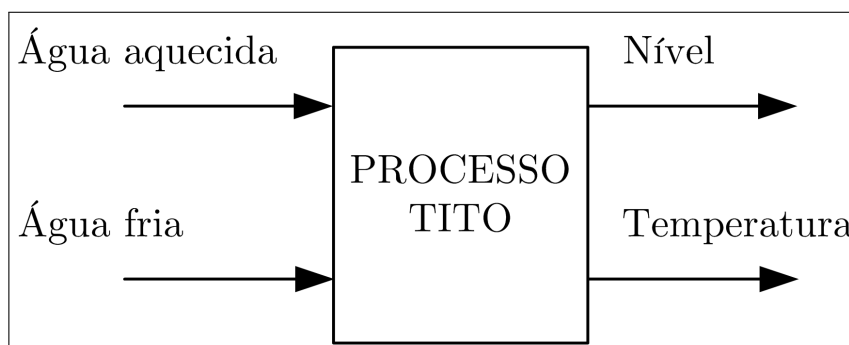 Água aquecida
Nível
PROCESSO
TITO
Água fria
Temperatura